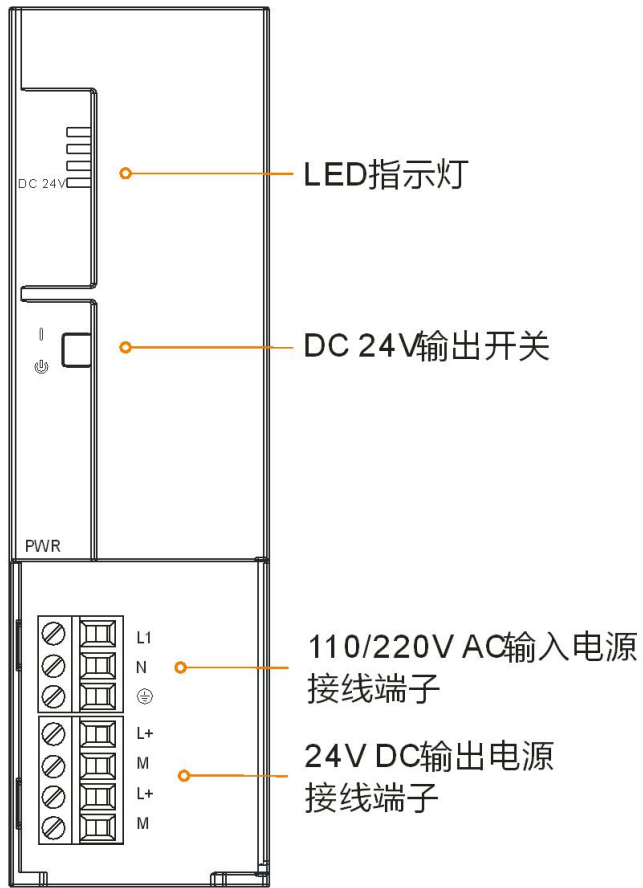 DC 24V
LED指示灯
DC 24V输出开关
PWR
L1
N
110/220V AC输入电源
接线端子
L+
M
L+
M
24V DC输出电源
接线端子